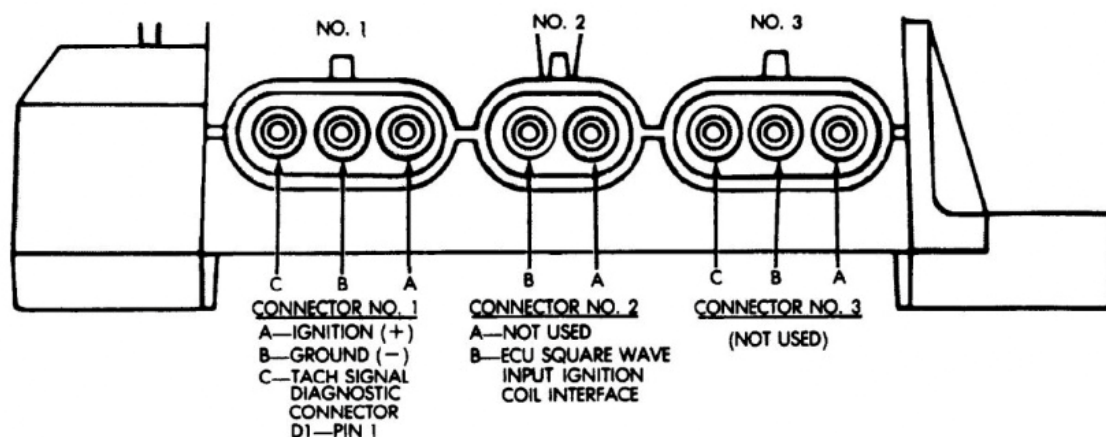 NO. 1
NO. 2
NO. 3
C B A
B A
C B A
CONNECTOR NO. 1
A—IGNITION (+)
B—GROUND (−)
C—TACH SIGNAL
DIAGNOSTIC
CONNECTOR
D1—PIN 1
CONNECTOR NO. 2
A—NOT USED
B—ECU SQUARE WAVE
INPUT IGNITION
COIL INTERFACE
CONNECTOR NO. 3
(NOT USED)